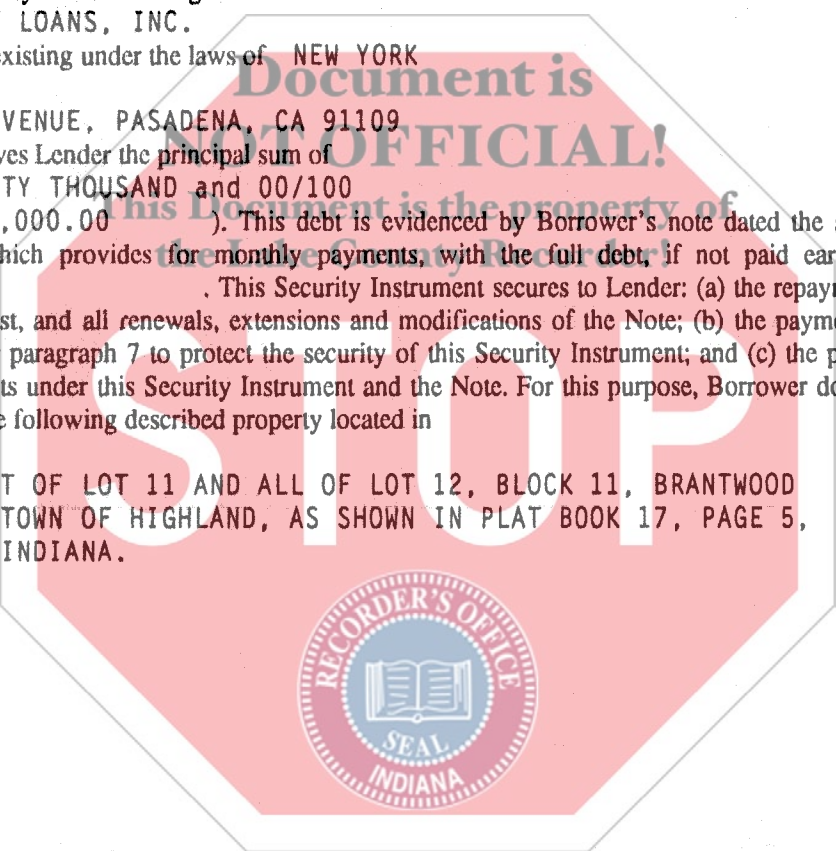 LOANS, INC.
existing under the laws of NEW YORK
Document is
VENUE, PASADENA, CA 91109
NOT OFFICIAL!
ves Lender the principal sum of
TY THOUSAND and 00/100
This Document is the property of
,000.00 ). This debt is evidenced by Borrower's note dated the
the Lake County Recorder!
hich provides for monthly payments, with the full debt, if not paid ear
. This Security Instrument secures to Lender: (a) the repay
st, and all renewals, extensions and modifications of the Note; (b) the payme
paragraph 7 to protect the security of this Security Instrument; and (c) the p
ts under this Security Instrument and the Note. For this purpose, Borrower do
e following described property located in
STOP
T OF LOT 11 AND ALL OF LOT 12, BLOCK 11, BRANTWOOD
TOWN OF HIGHLAND, AS SHOWN IN PLAT BOOK 17, PAGE 5,
INDIANA.
RECORDER'S OFFICE
SEAL
INDIANA